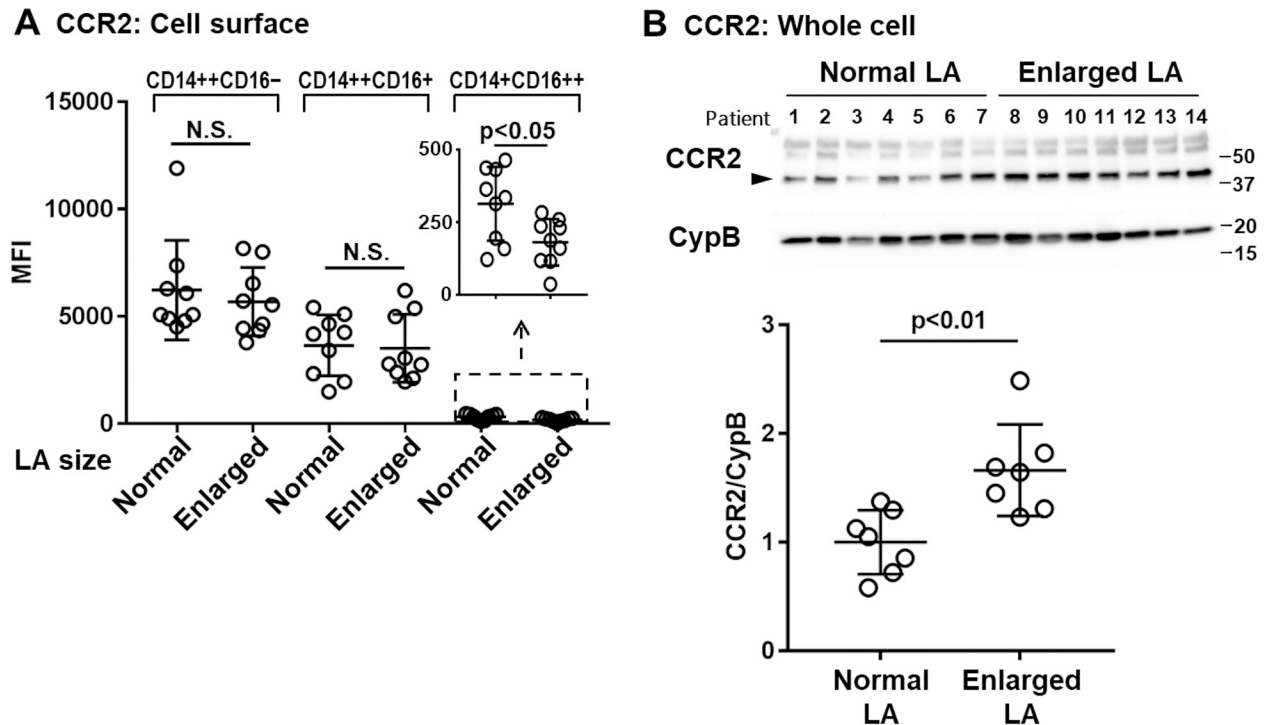 A CCR2: Cell surface
CD14++CD16− CD14++CD16+ CD14+CD16++
15000
10000
5000
0
MFI
N.S.
N.S.
p<0.05
500
250
0
LA size
Normal Enlarged Normal Enlarged Normal Enlarged
B CCR2: Whole cell
Normal LA Enlarged LA
Patient 1 2 3 4 5 6 7 8 9 10 11 12 13 14
CCR2
−50
−37
CypB
−20
−15
p<0.01
3
2
1
0
CCR2/CypB
Normal Enlarged
LA LA